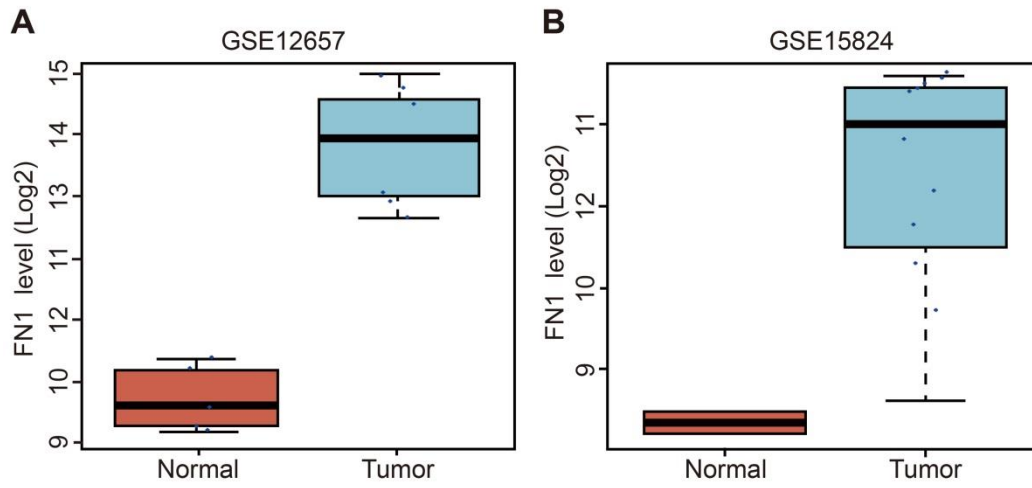 A
GSE12657
FN1 level (Log2)
15
14
13
11
12
10
9
Normal
Tumor
B
GSE15824
FN1 level (Log2)
11
12
10
9
Normal
Tumor